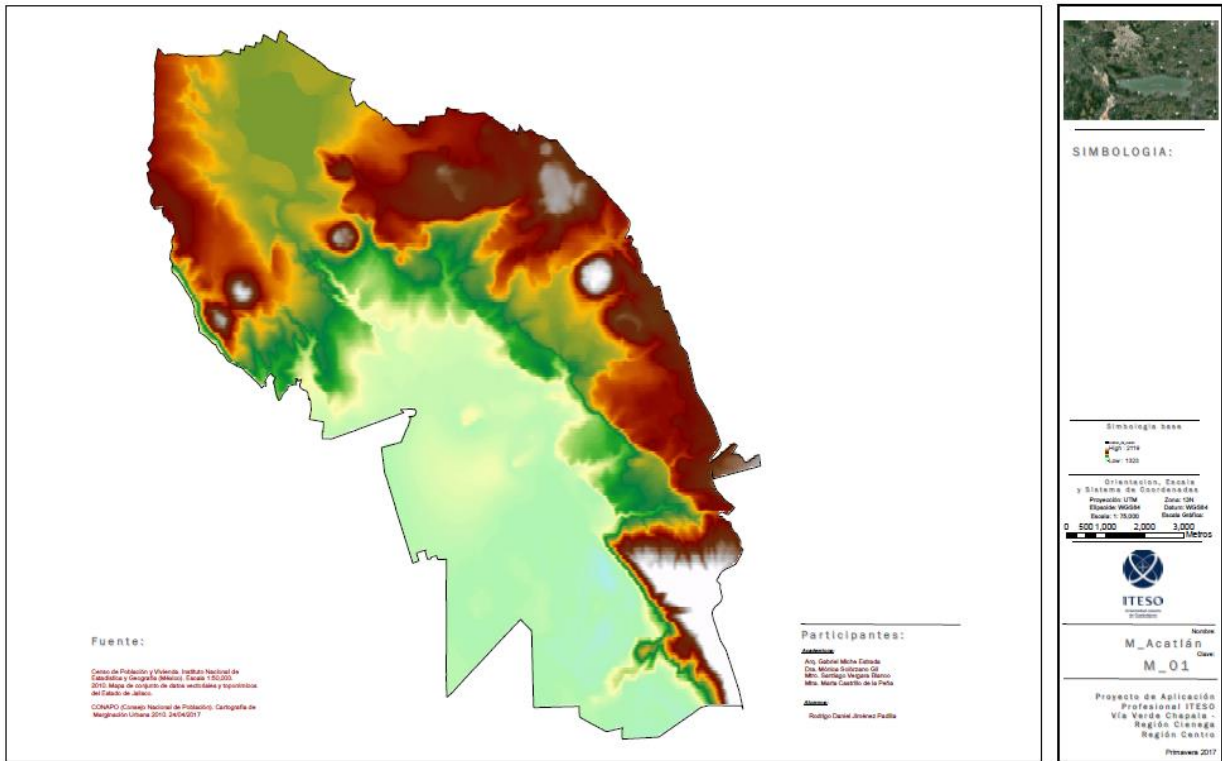 Fuente:
Censo de Población y Vivienda. Instituto Nacional de
Estadística y Geografía (México). Escala 1:50,000.
2010. Mapa de conjunto de datos vectoriales y toponímicos
del Estado de Jalisco.
CONAPO (Consejo Nacional de Población). Cartografía de
Marginación Urbana 2010. 24/04/2017
Participantes:
Académicos:
Arq. Gabriel Michel Estrada
Dra. Mónica Solórzano Gil
Mtro. Santiago Vergara Blanco
Mtra. Marta Castrillo de la Peña
Alumno:
Rodrigo Daniel Jiménez Padilla
SIMBOLOGIA:
Simbologia base
High : 2119
Low : 1323
Orientacion, Escala
y Sistema de Coordenadas
Proyección: UTM Zona: 13N
Elipsoide: WGS84 Datum: WGS84
Escala: 1: 75,000 Escala Gráfica:
0 500 1,000 2,000 3,000
Metros
ITESO
Nombre:
M_Acatlán
Clave:
M_01
Proyecto de Aplicación
Profesional ITESO
Vía Verde Chapala -
Región Cienega
Región Centro
Primavera 2017